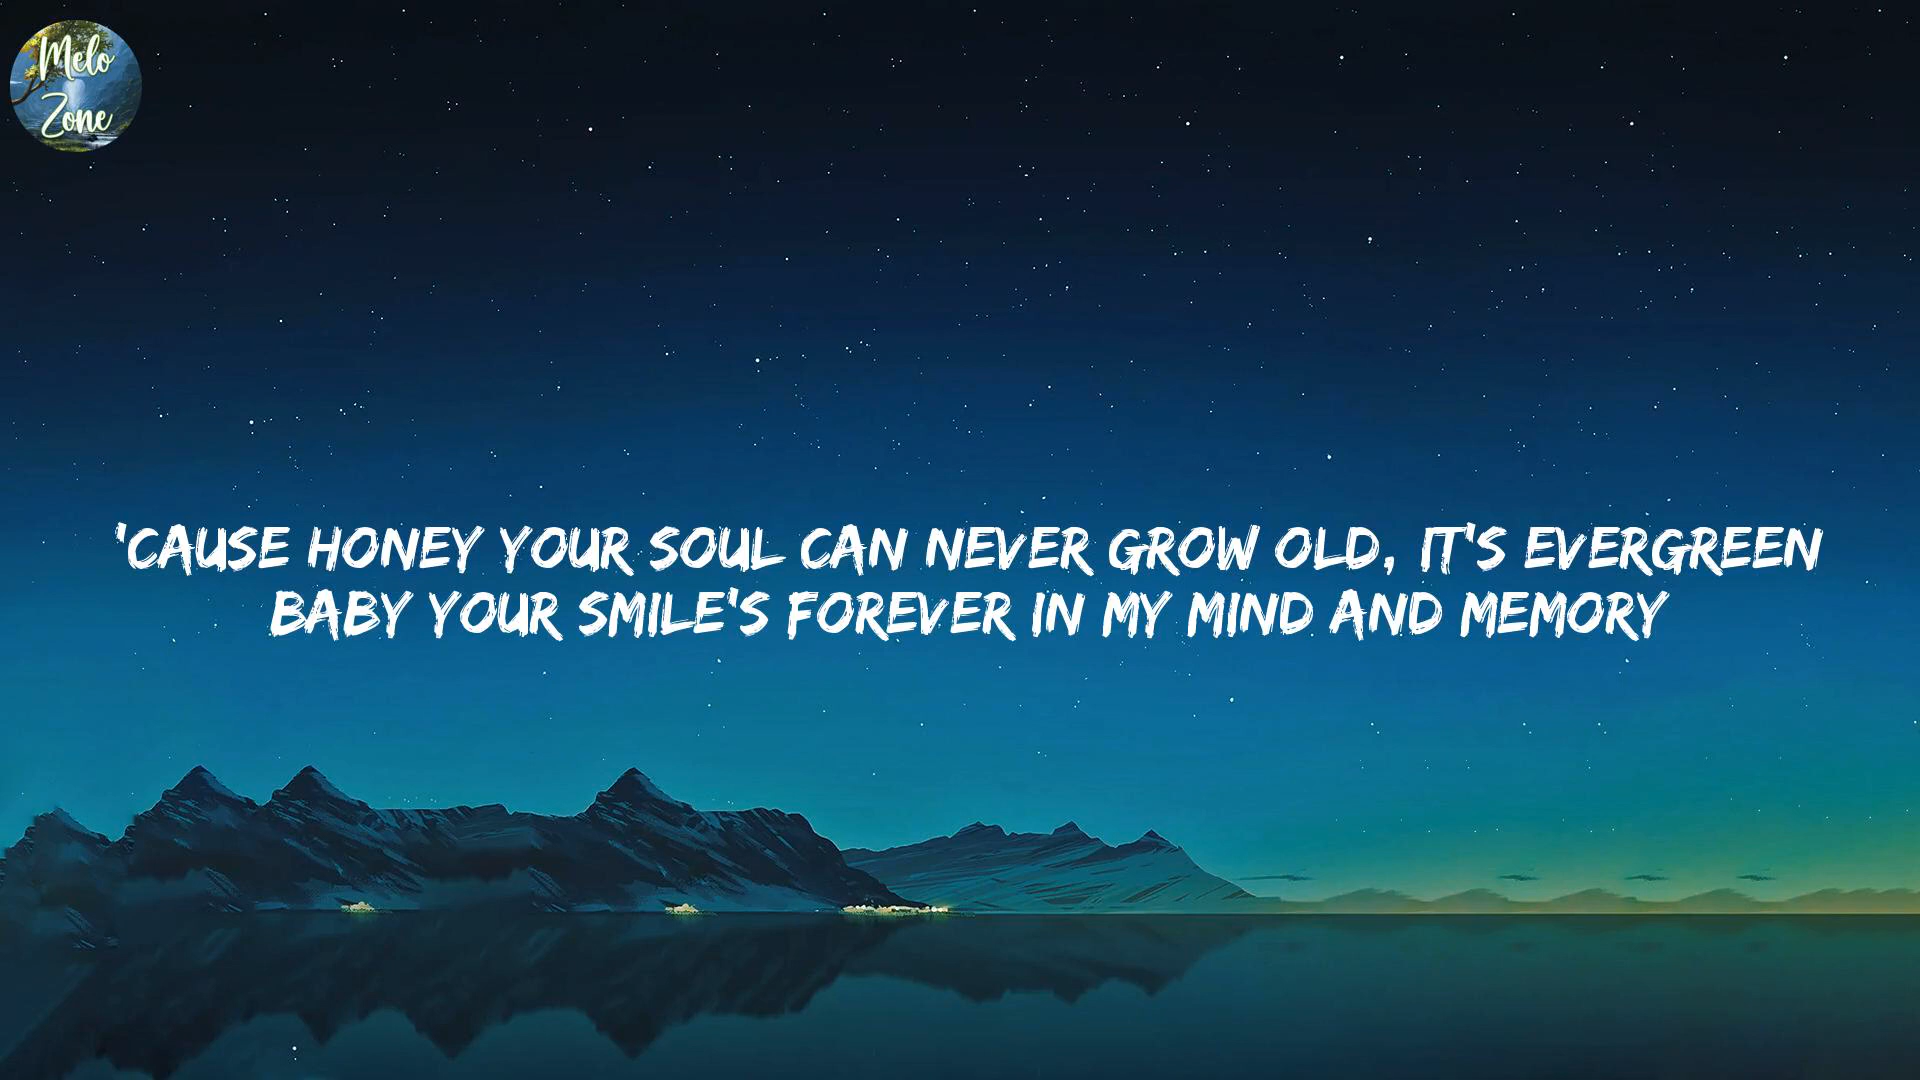 Melo
Zone
'CAUSE HONEY YOUR SOUL CAN NEVER GROW OLD, IT'S EVERGREEN
BABY YOUR SMILE'S FOREVER IN MY MIND AND MEMORY